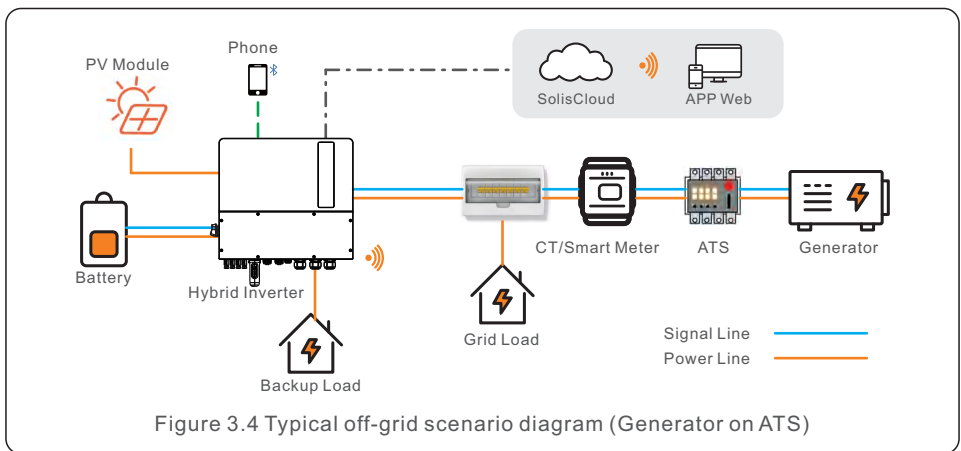 Phone
PV Module
SolisCloud
APP Web
CT/Smart Meter
ATS
Generator
Battery
Hybrid Inverter
Grid Load
Backup Load
Signal Line
Power Line
Figure 3.4 Typical off-grid scenario diagram (Generator on ATS)